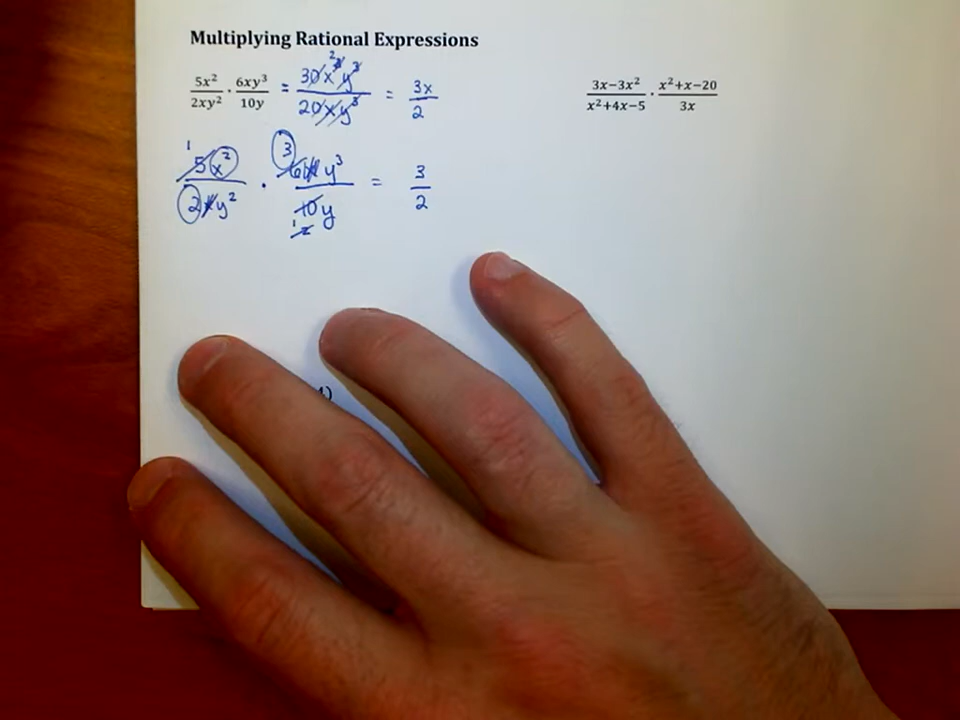 Multiplying Rational Expressions
5x²/2xy² · 6xy³/10y = 30x³y³/20xy³ = 3x/2
3x−3x²/x²+4x−5 · x²+x−20/3x
5x²/2xy² · 6xy³/10y = 3/2